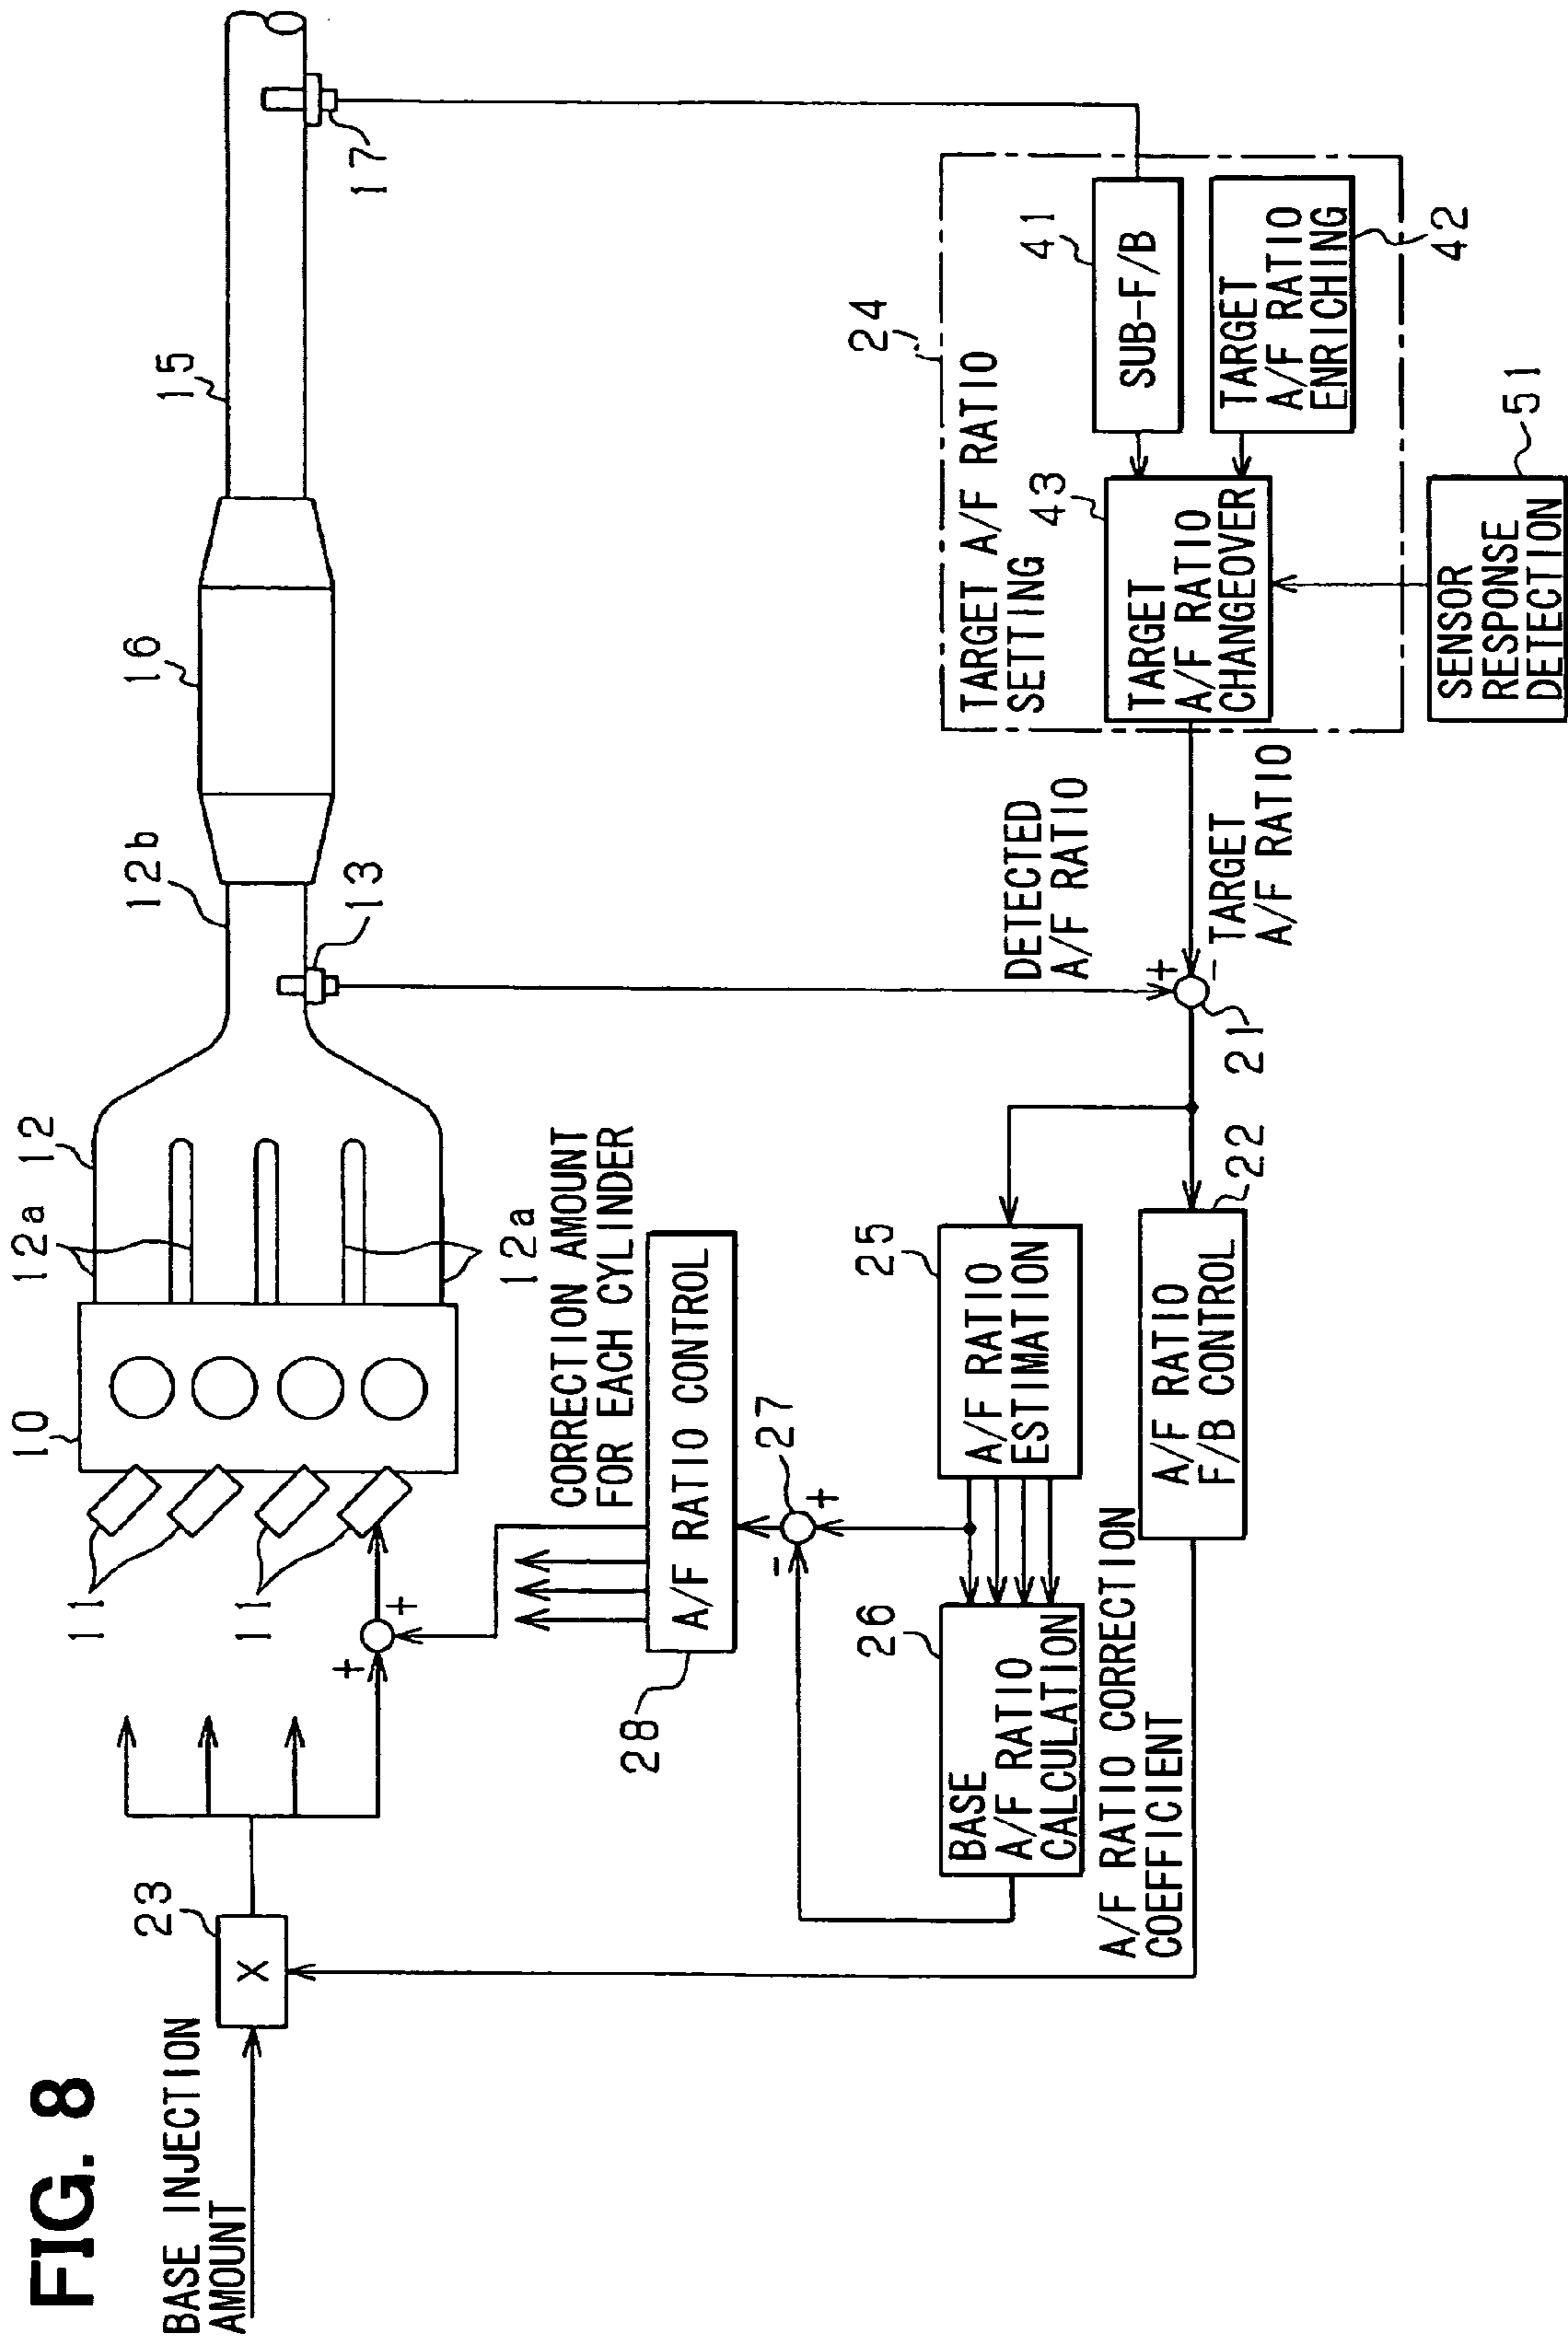 FIG. 8
BASE INJECTION
AMOUNT
23
X
10
11
11
+
+
12a
12
12a
12b
13
16
15
17
CORRECTION AMOUNT
FOR EACH CYLINDER
28
A/F RATIO CONTROL
27
-
+
26
BASE
A/F RATIO
CALCULATION
25
A/F RATIO
ESTIMATION
A/F RATIO CORRECTION
COEFFICIENT
A/F RATIO
F/B CONTROL
22
21
+
-
DETECTED
A/F RATIO
TARGET
A/F RATIO
24
TARGET A/F RATIO
SETTING
43
TARGET
A/F RATIO
CHANGEOVER
41
SUB-F/B
TARGET
A/F RATIO
ENRICHING
42
SENSOR
RESPONSE
DETECTION
51